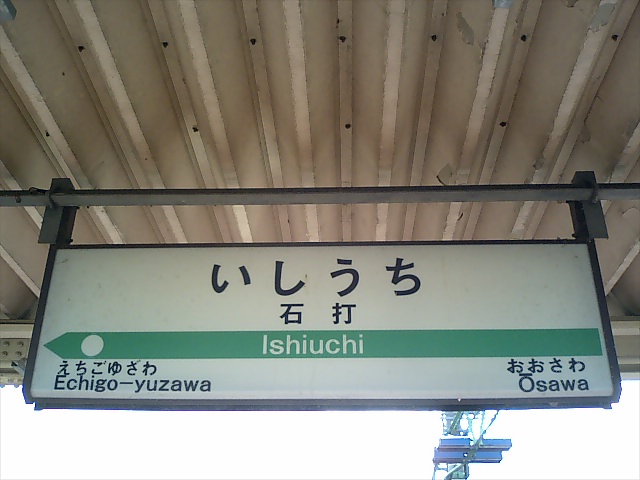 いしうち
石打
Ishiuchi
えちごゆざわ
Echigo-yuzawa
おおさわ
Ōsawa